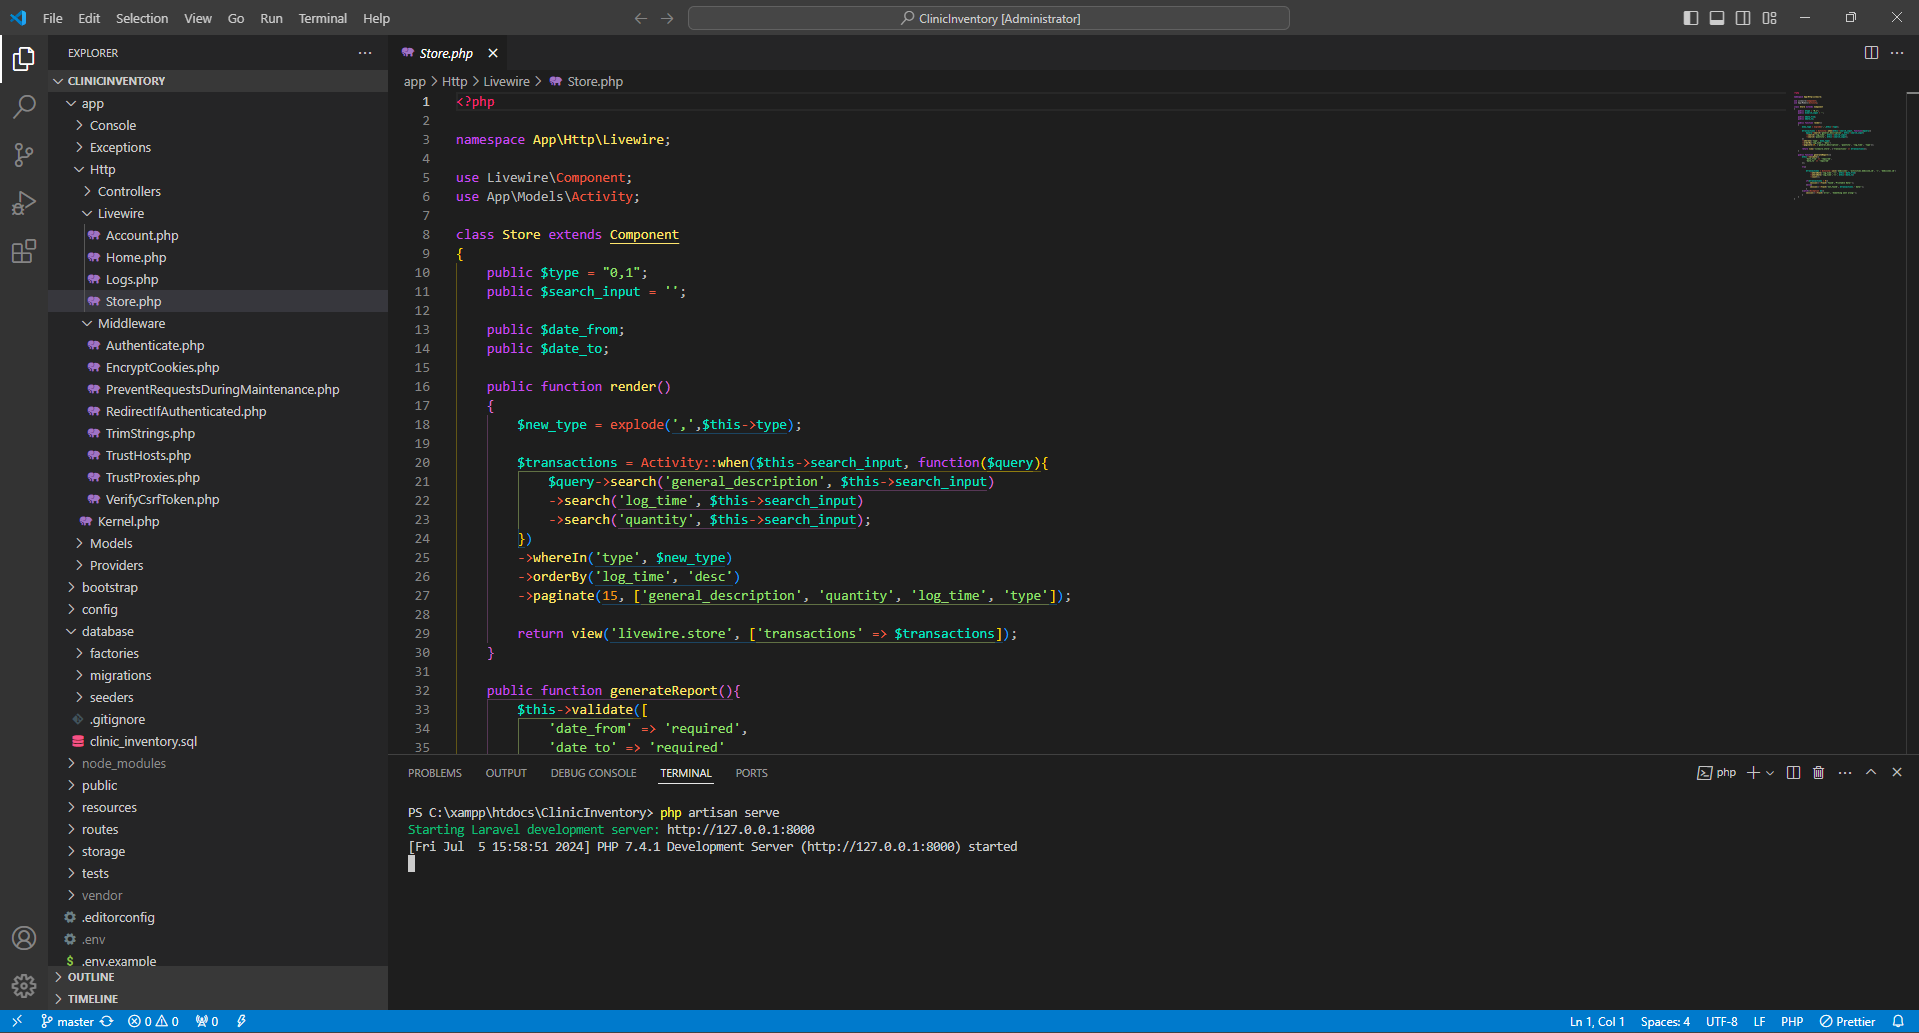 File Edit Selection View Go Run Terminal Help
ClinicInventory [Administrator]
EXPLORER
CLINICINVENTORY
app
Console
Exceptions
Http
Controllers
Livewire
Account.php
Home.php
Logs.php
Store.php
Middleware
Authenticate.php
EncryptCookies.php
PreventRequestsDuringMaintenance.php
RedirectIfAuthenticated.php
TrimStrings.php
TrustHosts.php
TrustProxies.php
VerifyCsrfToken.php
Kernel.php
Models
Providers
bootstrap
config
database
factories
migrations
seeders
.gitignore
clinic_inventory.sql
node_modules
public
resources
routes
storage
tests
vendor
.editorconfig
.env
.env.example
OUTLINE
TIMELINE
Store.php
app > Http > Livewire > Store.php
1 <?php
2
3 namespace App\Http\Livewire;
4
5 use Livewire\Component;
6 use App\Models\Activity;
7
8 class Store extends Component
9 {
10 public $type = "0,1";
11 public $search_input = '';
12
13 public $date_from;
14 public $date_to;
15
16 public function render()
17 {
18 $new_type = explode(',',$this->type);
19
20 $transactions = Activity::when($this->search_input, function($query){
21 $query->search('general_description', $this->search_input)
22 ->search('log_time', $this->search_input)
23 ->search('quantity', $this->search_input);
24 })
25 ->whereIn('type', $new_type)
26 ->orderBy('log_time', 'desc')
27 ->paginate(15, ['general_description', 'quantity', 'log_time', 'type']);
28
29 return view('livewire.store', ['transactions' => $transactions]);
30 }
31
32 public function generateReport(){
33 $this->validate([
34 'date_from' => 'required',
35 'date_to' => 'required'
PROBLEMS OUTPUT DEBUG CONSOLE TERMINAL PORTS
php
PS C:\xampp\htdocs\ClinicInventory> php artisan serve
Starting Laravel development server: http://127.0.0.1:8000
[Fri Jul  5 15:58:51 2024] PHP 7.4.1 Development Server (http://127.0.0.1:8000) started
master 0 0 0
Ln 1, Col 1 Spaces: 4 UTF-8 LF PHP Prettier